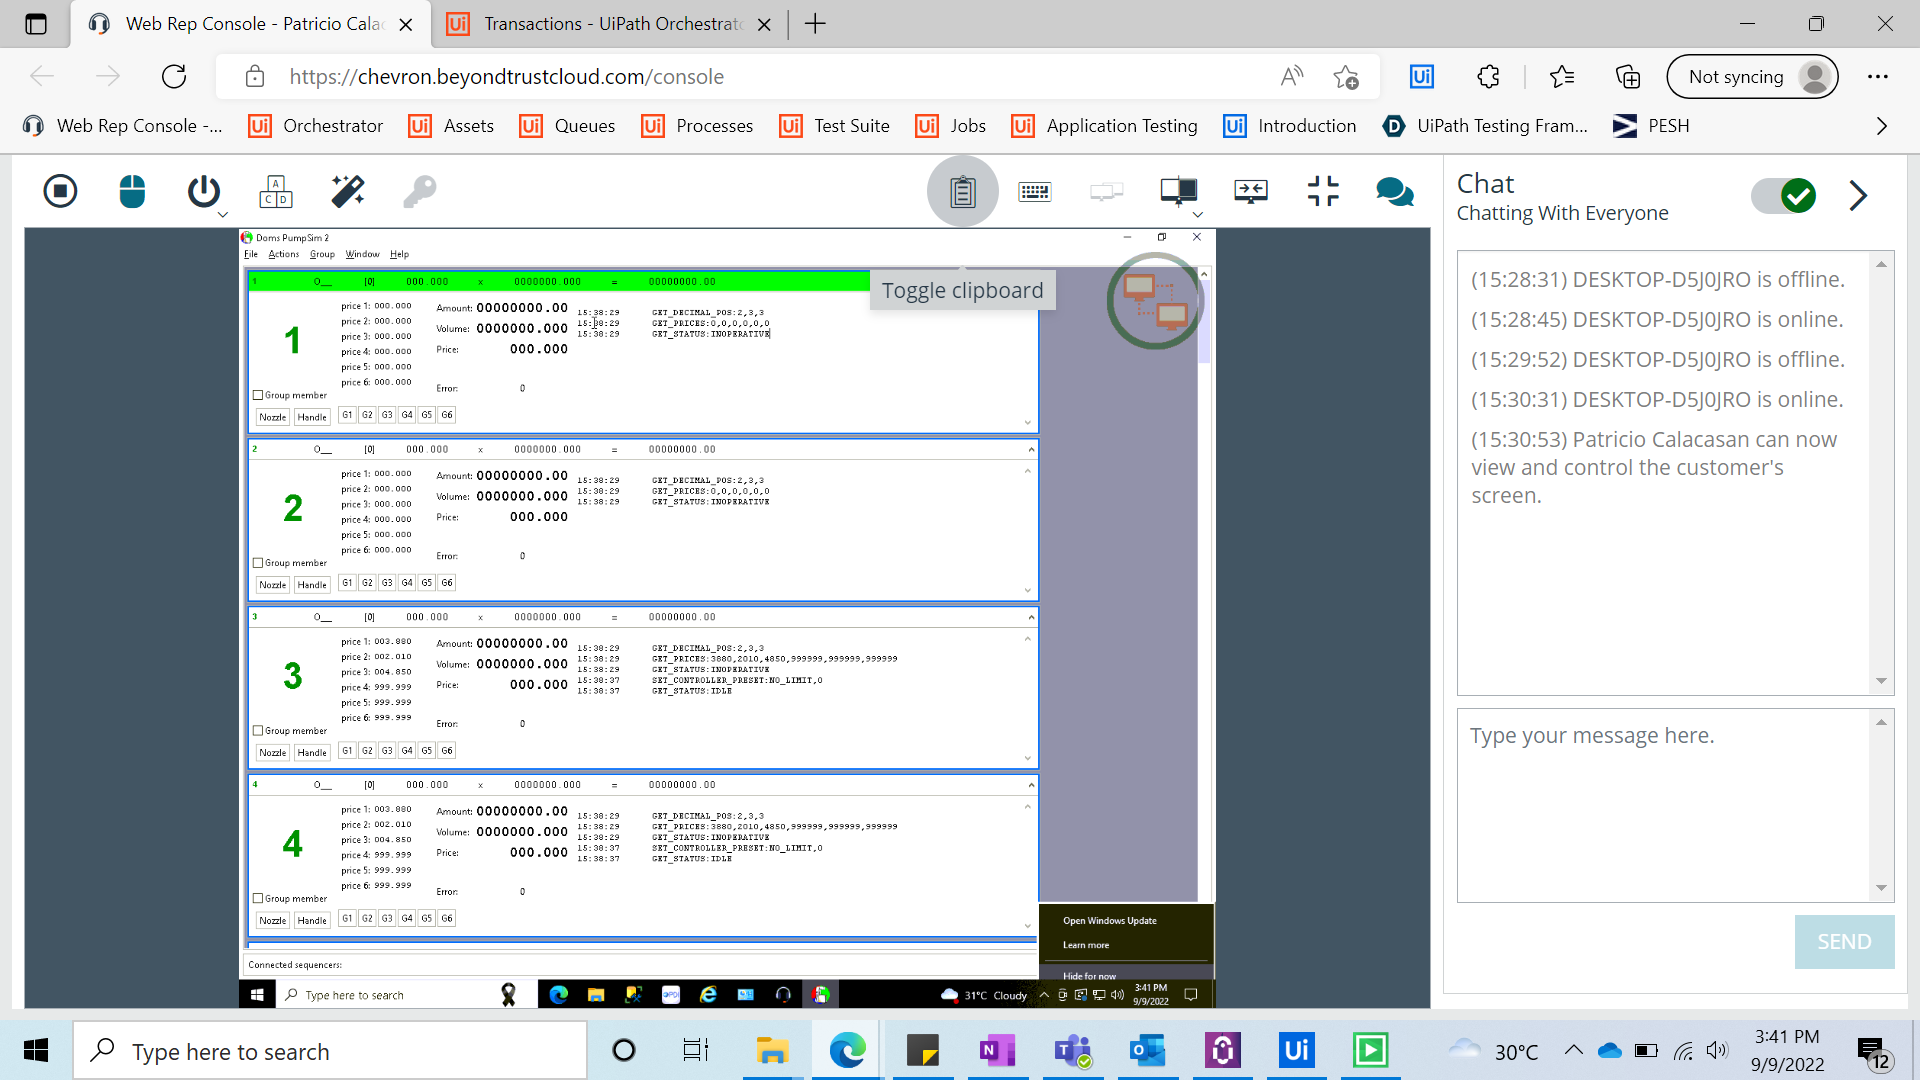 Web Rep Console - Patricio Calac
Transactions - UiPath Orchestrato
https://chevron.beyondtrustcloud.com/console
Not syncing
Web Rep Console -...
Orchestrator
Assets
Queues
Processes
Test Suite
Jobs
Application Testing
Introduction
UiPath Testing Fram...
PESH
Doms PumpSim 2
File Actions Group Window Help
Toggle clipboard
1 O__ [0] 000.000 x 0000000.000 = 00000000.00
1
price 1: 000.000
price 2: 000.000
price 3: 000.000
price 4: 000.000
price 5: 000.000
price 6: 000.000
Amount: 00000000.00
Volume: 0000000.000
Price: 000.000
Error: 0
15:38:29 GET_DECIMAL_POS:2,3,3
15:38:29 GET_PRICES:0,0,0,0,0,0
15:38:29 GET_STATUS:INOPERATIVE
Group member
Nozzle Handle G1 G2 G3 G4 G5 G6
2 O__ [0] 000.000 x 0000000.000 = 00000000.00
2
price 1: 000.000
price 2: 000.000
price 3: 000.000
price 4: 000.000
price 5: 000.000
price 6: 000.000
Amount: 00000000.00
Volume: 0000000.000
Price: 000.000
Error: 0
15:38:29 GET_DECIMAL_POS:2,3,3
15:38:29 GET_PRICES:0,0,0,0,0,0
15:38:29 GET_STATUS:INOPERATIVE
Group member
Nozzle Handle G1 G2 G3 G4 G5 G6
3 O__ [0] 000.000 x 0000000.000 = 00000000.00
3
price 1: 003.880
price 2: 002.010
price 3: 004.850
price 4: 999.999
price 5: 999.999
price 6: 999.999
Amount: 00000000.00
Volume: 0000000.000
Price: 000.000
Error: 0
15:38:29 GET_DECIMAL_POS:2,3,3
15:38:29 GET_PRICES:3880,2010,4850,999999,999999,999999
15:38:29 GET_STATUS:INOPERATIVE
15:38:37 SET_CONTROLLER_PRESET:NO_LIMIT,0
15:38:37 GET_STATUS:IDLE
Group member
Nozzle Handle G1 G2 G3 G4 G5 G6
4 O__ [0] 000.000 x 0000000.000 = 00000000.00
4
price 1: 003.880
price 2: 002.010
price 3: 004.850
price 4: 999.999
price 5: 999.999
price 6: 999.999
Amount: 00000000.00
Volume: 0000000.000
Price: 000.000
Error: 0
15:38:29 GET_DECIMAL_POS:2,3,3
15:38:29 GET_PRICES:3880,2010,4850,999999,999999,999999
15:38:29 GET_STATUS:INOPERATIVE
15:38:37 SET_CONTROLLER_PRESET:NO_LIMIT,0
15:38:37 GET_STATUS:IDLE
Group member
Nozzle Handle G1 G2 G3 G4 G5 G6
Connected sequencers:
Open Windows Update
Learn more
Hide for now
Type here to search
31°C Cloudy
3:41 PM
9/9/2022
Chat
Chatting With Everyone
(15:28:31) DESKTOP-D5J0JRO is offline.
(15:28:45) DESKTOP-D5J0JRO is online.
(15:29:52) DESKTOP-D5J0JRO is offline.
(15:30:31) DESKTOP-D5J0JRO is online.
(15:30:53) Patricio Calacasan can now
view and control the customer's
screen.
Type your message here.
SEND
Type here to search
30°C
3:41 PM
9/9/2022
12